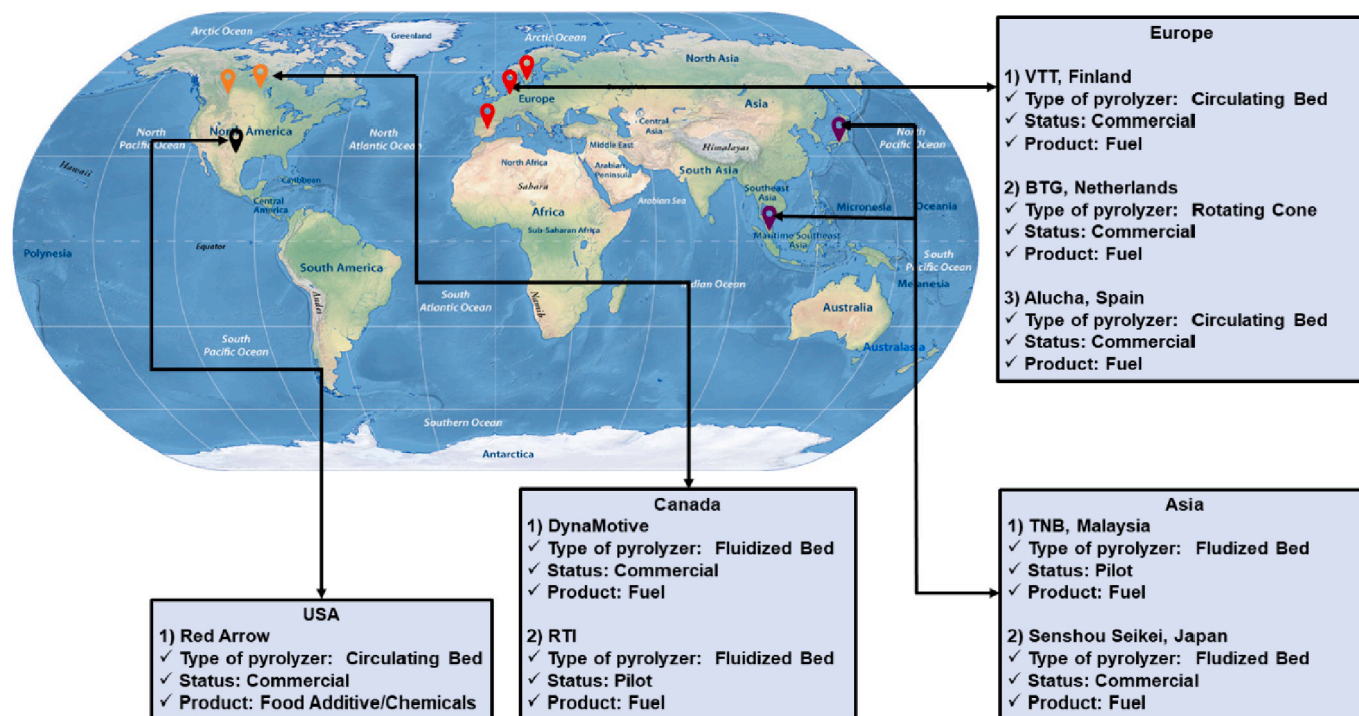 Arctic Ocean
Greenland
Arctic Ocean
North Asia
Europe
Asia
North America
North
Pacific Ocean
North
Atlantic Ocean
Central
Asia
North
Pacific Ocean
Middle East
Himalayas
Hawaii
North Africa
Arabian
Peninsula
South Asia
Sahara
Caribbean
Central
America
Southeast
Asia
Arabian Sea
Africa
Micronesia
Oceania
Sub-Saharan Africa
Maritime Southeast
Asia
Equator
Polynesia
South America
South
Pacific Ocean
Melanesia
Indian Ocean
South
Atlantic Ocean
Andes
Namib
Australia
South
Pacific Ocean
Australasia
Southern Ocean
Antarctica
Europe
1) VTT, Finland
✓ Type of pyrolyzer: Circulating Bed
✓ Status: Commercial
✓ Product: Fuel
2) BTG, Netherlands
✓ Type of pyrolyzer: Rotating Cone
✓ Status: Commercial
✓ Product: Fuel
3) Alucha, Spain
✓ Type of pyrolyzer: Circulating Bed
✓ Status: Commercial
✓ Product: Fuel
USA
1) Red Arrow
✓ Type of pyrolyzer: Circulating Bed
✓ Status: Commercial
✓ Product: Food Additive/Chemicals
Canada
1) DynaMotive
✓ Type of pyrolyzer: Fluidized Bed
✓ Status: Commercial
✓ Product: Fuel
2) RTI
✓ Type of pyrolyzer: Fluidized Bed
✓ Status: Pilot
✓ Product: Fuel
Asia
1) TNB, Malaysia
✓ Type of pyrolyzer: Fludized Bed
✓ Status: Pilot
✓ Product: Fuel
2) Senshou Seikei, Japan
✓ Type of pyrolyzer: Fludized Bed
✓ Status: Commercial
✓ Product: Fuel